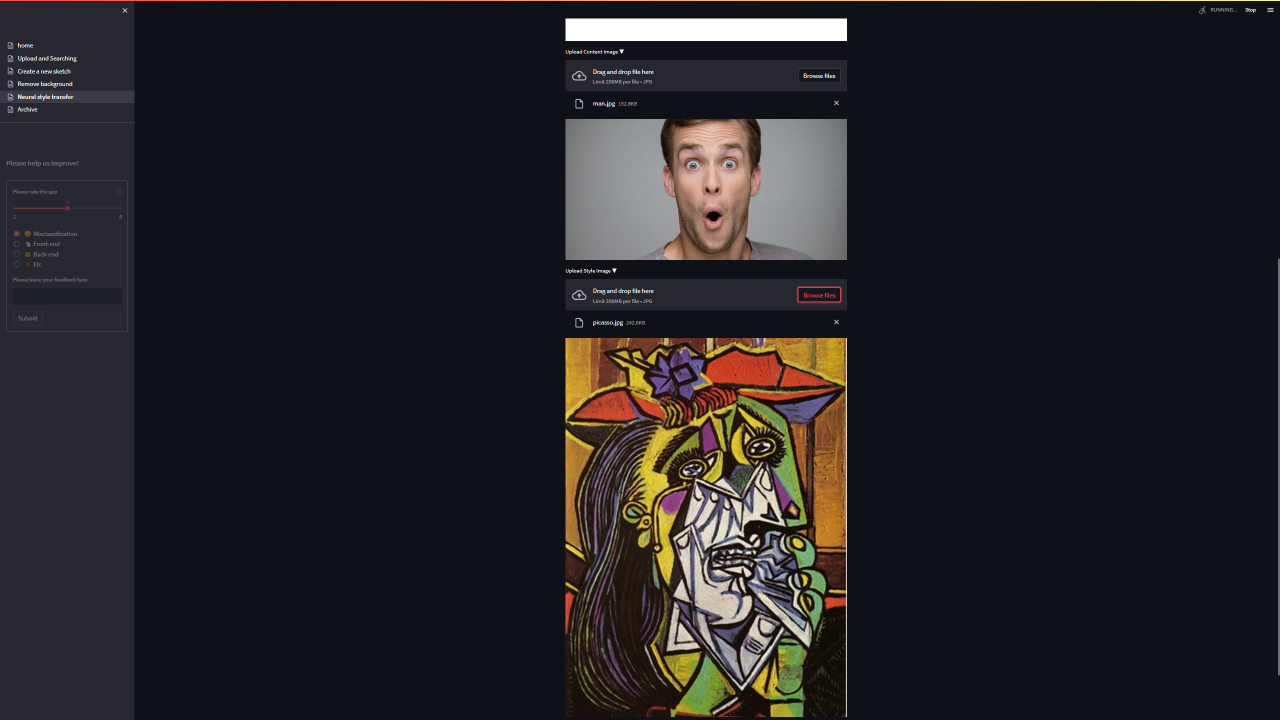 RUNNING...
Stop
home
Upload and Searching
Create a new sketch
Remove background
Neural style transfer
Archive
Please help us improve!
Please rate the app
1
5
Misclassification
Front-end
Back-end
Etc
Please leave your feedback here
Submit
Upload Content Image ▼
Drag and drop file here
Limit 200MB per file • JPG
Browse files
man.jpg 152.8KB
Upload Style Image ▼
Drag and drop file here
Limit 200MB per file • JPG
Browse files
picasso.jpg 242.0KB